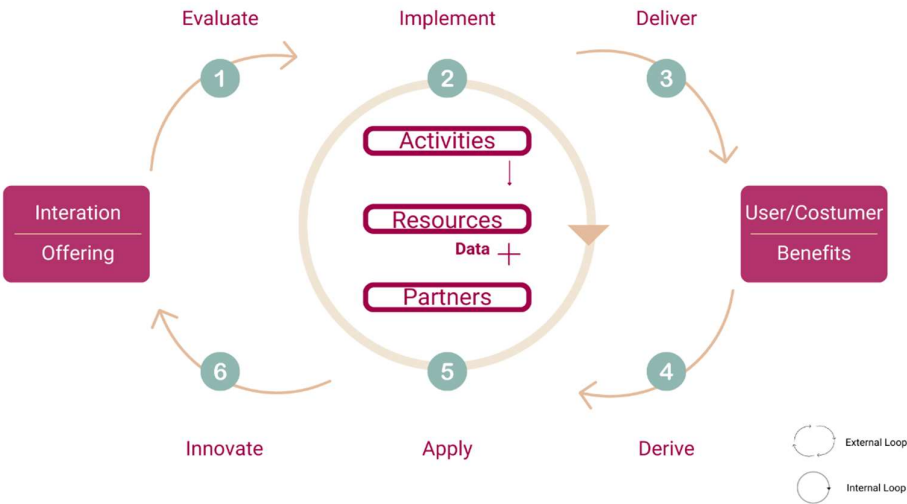 Evaluate
Implement
Deliver
1
2
3
Activities
Interation
Offering
Resources
Data
Partners
User/Costumer
Benefits
6
5
4
Innovate
Apply
Derive
External Loop
Internal Loop